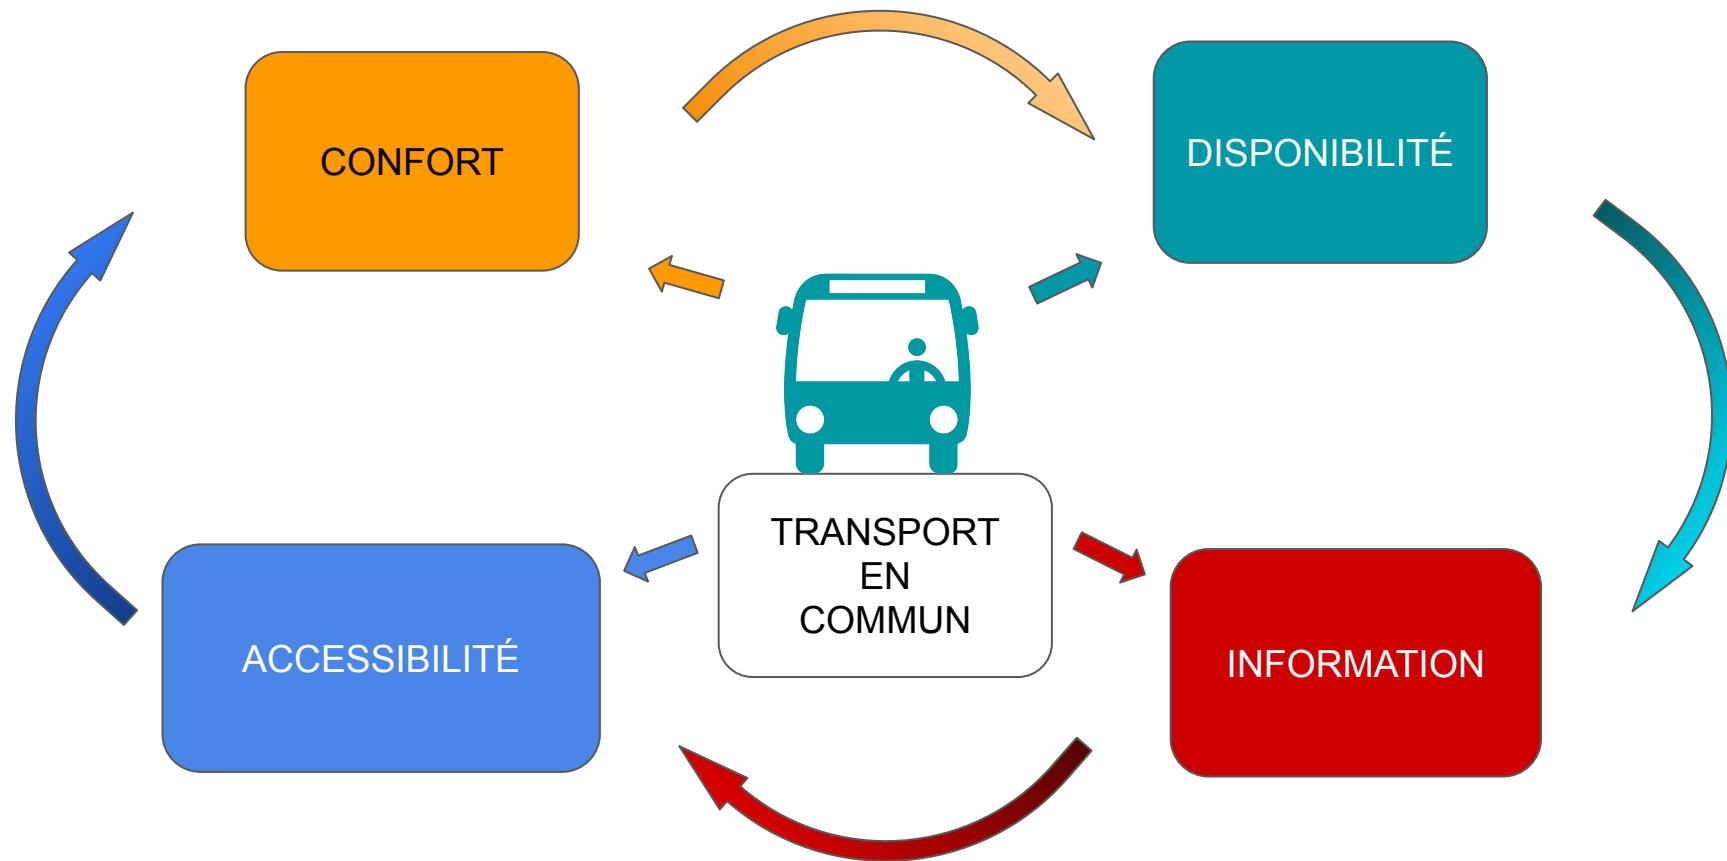 CONFORT
DISPONIBILITÉ
TRANSPORT
EN
COMMUN
ACCESSIBILITÉ
INFORMATION